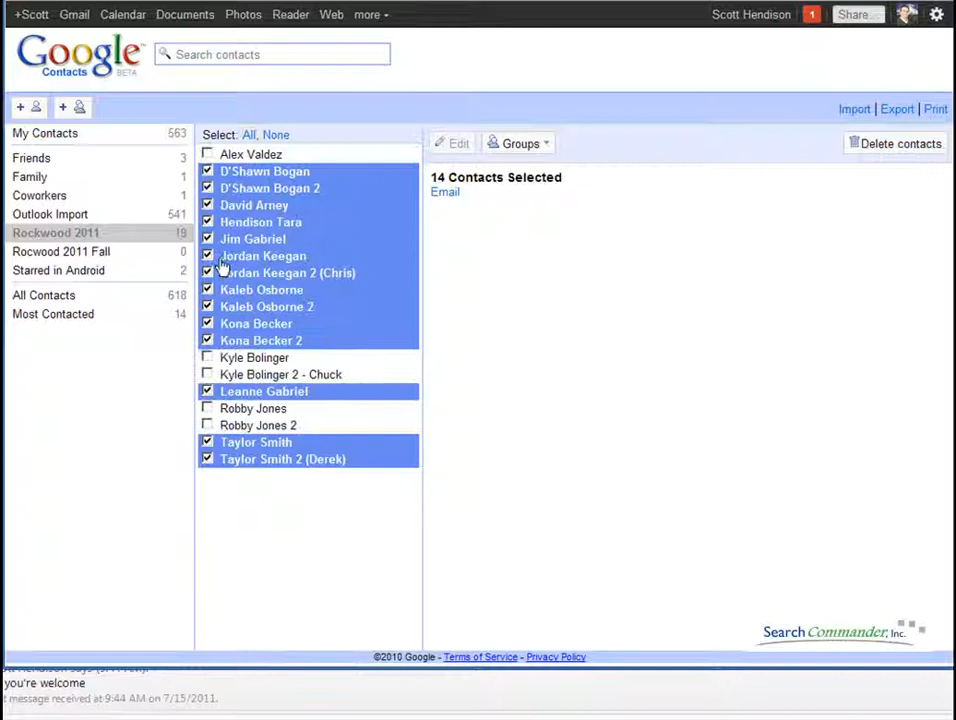 +Scott Gmail Calendar Documents Photos Reader Web more Scott Hendison 1 Share...
Google
Contacts BETA
Search contacts
+ +
Import | Export | Print
My Contacts 563
Friends 3
Family 1
Coworkers 1
Outlook Import 541
Rockwood 2011 19
Rocwood 2011 Fall 0
Starred in Android 2
All Contacts 618
Most Contacted 14
Select: All, None
Alex Valdez
D'Shawn Bogan
D'Shawn Bogan 2
David Arney
Hendison Tara
Jim Gabriel
Jordan Keegan
Jordan Keegan 2 (Chris)
Kaleb Osborne
Kaleb Osborne 2
Kona Becker
Kona Becker 2
Kyle Bolinger
Kyle Bolinger 2 - Chuck
Leanne Gabriel
Robby Jones
Robby Jones 2
Taylor Smith
Taylor Smith 2 (Derek)
Edit Groups Delete contacts
14 Contacts Selected
Email
Search Commander, Inc.
©2010 Google - Terms of Service - Privacy Policy
you're welcome
t message received at 9:44 AM on 7/15/2011.